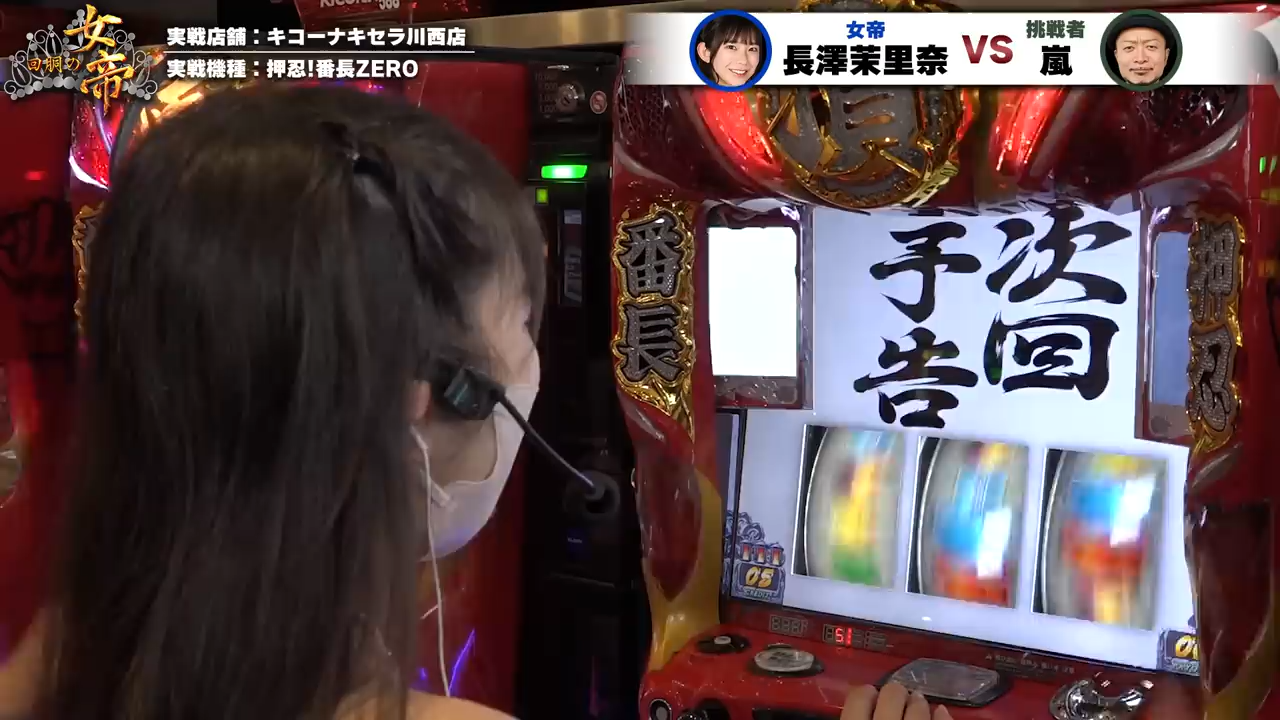 回胴の
女帝
実戦店舗：キコーナキセラ川西店
実戦機種：押忍!番長ZERO
女帝
長澤茉里奈
VS
挑戦者
嵐
番長
押忍
次回
予告
05
51